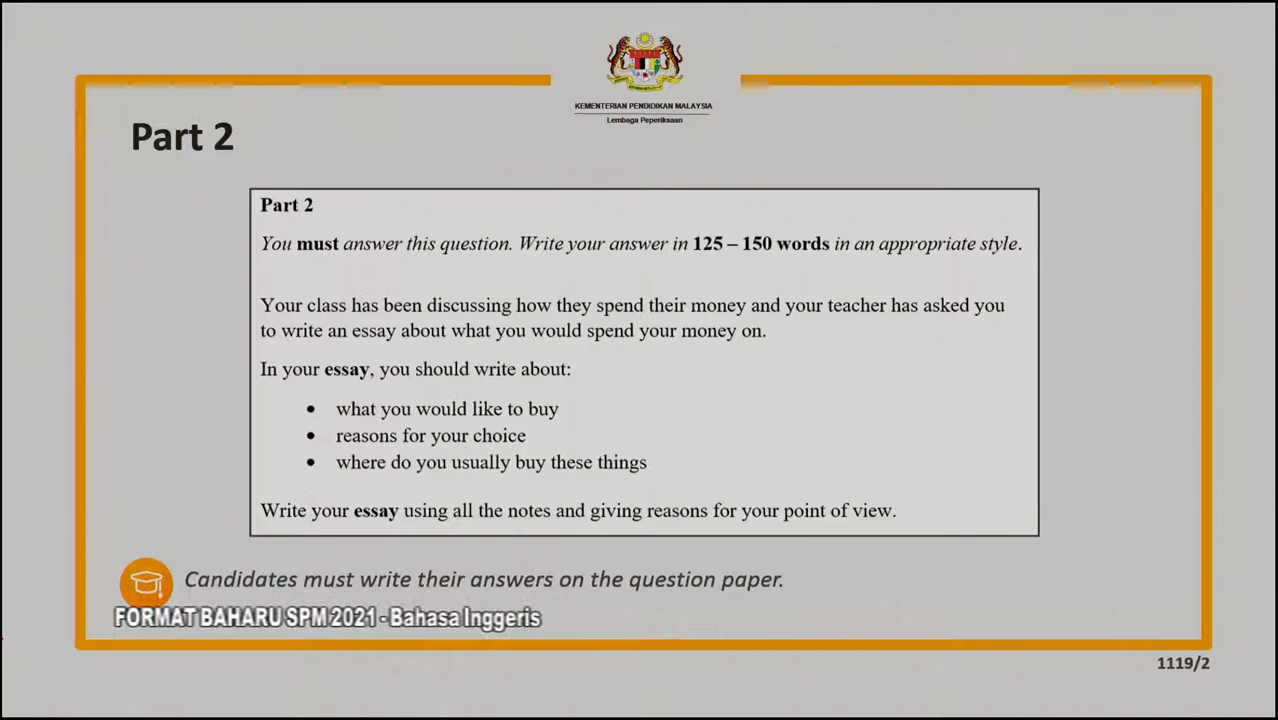 KEMENTERIAN PENDIDIKAN MALAYSIA
Lembaga Peperiksaan
Part 2
Part 2
You must answer this question. Write your answer in 125 – 150 words in an appropriate style.
Your class has been discussing how they spend their money and your teacher has asked you
to write an essay about what you would spend your money on.
In your essay, you should write about:
• what you would like to buy
• reasons for your choice
• where do you usually buy these things
Write your essay using all the notes and giving reasons for your point of view.
Candidates must write their answers on the question paper.
FORMAT BAHARU SPM 2021 - Bahasa Inggeris
1119/2